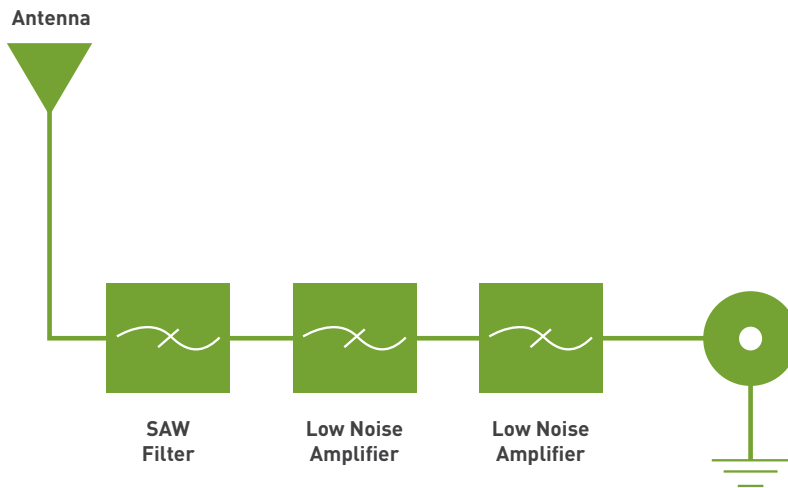 Antenna
SAW
Filter
Low Noise
Amplifier
Low Noise
Amplifier